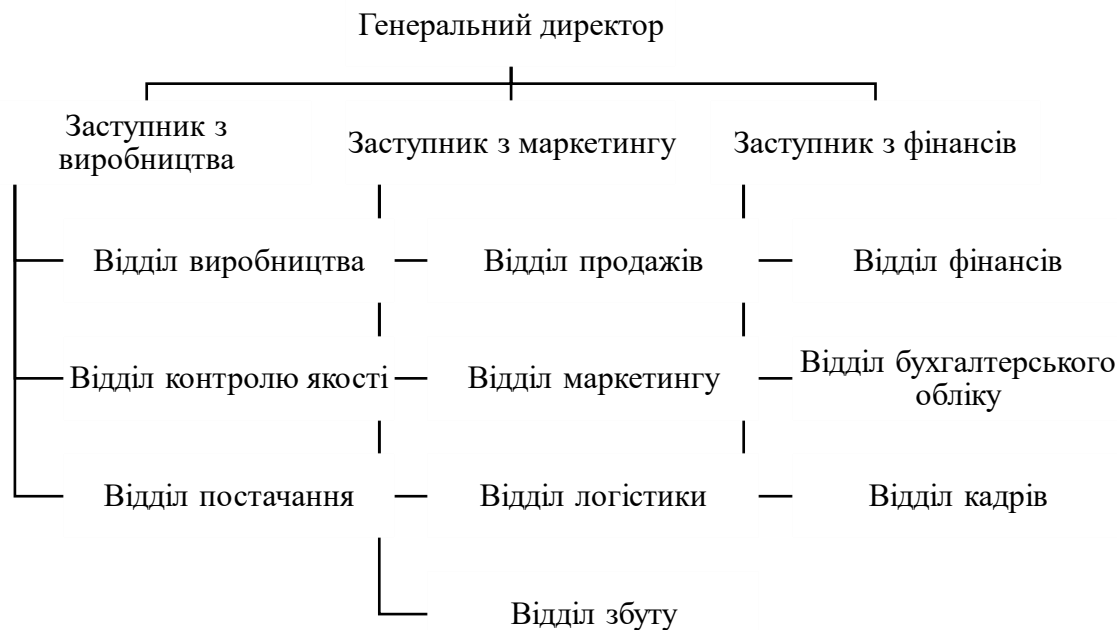 Генеральний директор
Заступник з
виробництва
Заступник з маркетингу
Заступник з фінансів
Відділ виробництва
Відділ продажів
Відділ фінансів
Відділ контролю якості
Відділ маркетингу
Відділ бухгалтерського
обліку
Відділ постачання
Відділ логістики
Відділ кадрів
Відділ збуту